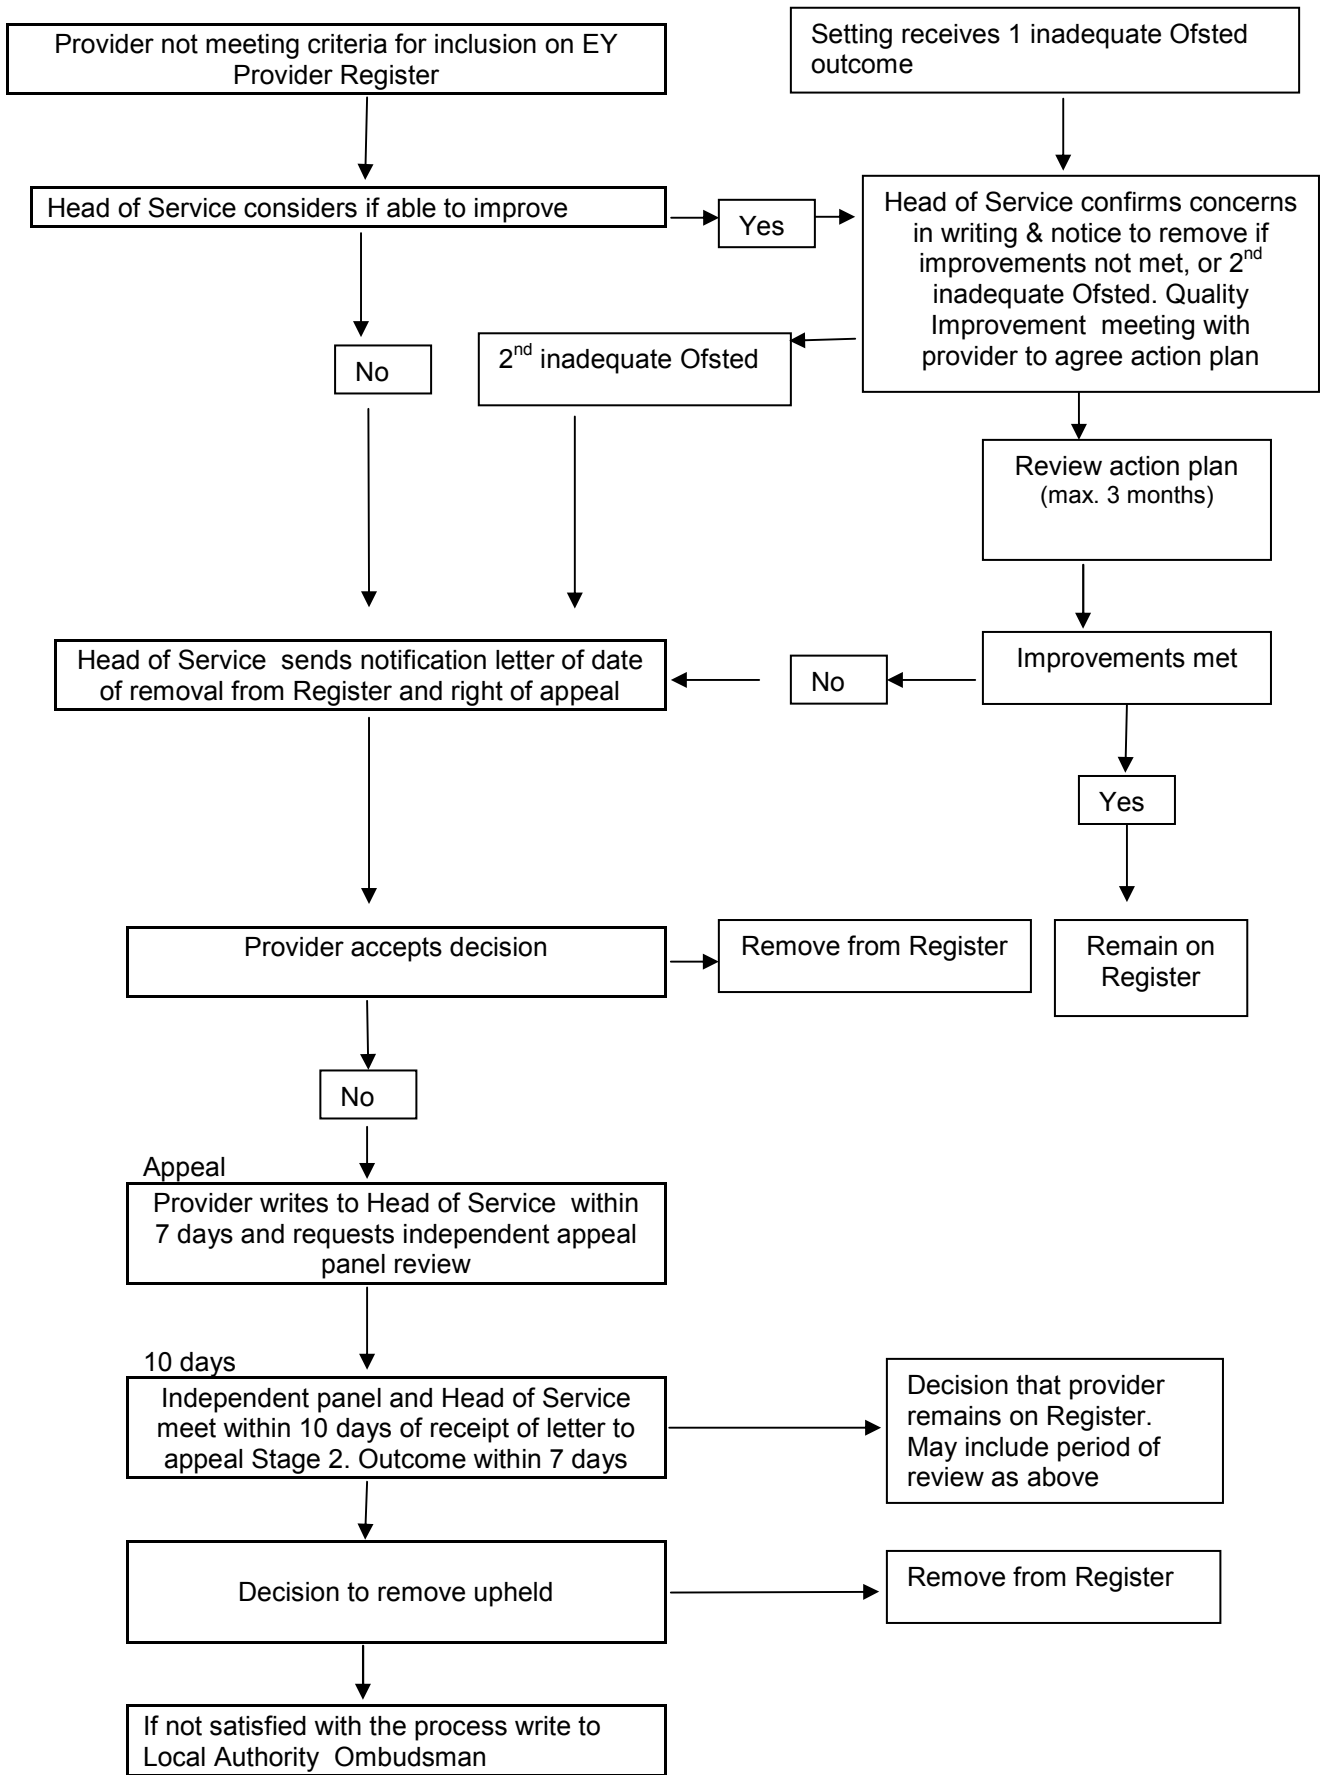 Provider not meeting criteria for inclusion on EY
Provider Register
Setting receives 1 inadequate Ofsted
outcome
Head of Service considers if able to improve
Yes
Head of Service confirms concerns
in writing & notice to remove if
improvements not met, or 2nd
inadequate Ofsted. Quality
Improvement meeting with
provider to agree action plan
No
2nd inadequate Ofsted
Review action plan
(max. 3 months)
Head of Service sends notification letter of date
of removal from Register and right of appeal
No
Improvements met
Yes
Provider accepts decision
Remove from Register
Remain on
Register
No
Appeal
Provider writes to Head of Service within
7 days and requests independent appeal
panel review
10 days
Independent panel and Head of Service
meet within 10 days of receipt of letter to
appeal Stage 2. Outcome within 7 days
Decision that provider
remains on Register.
May include period of
review as above
Decision to remove upheld
Remove from Register
If not satisfied with the process write to
Local Authority Ombudsman